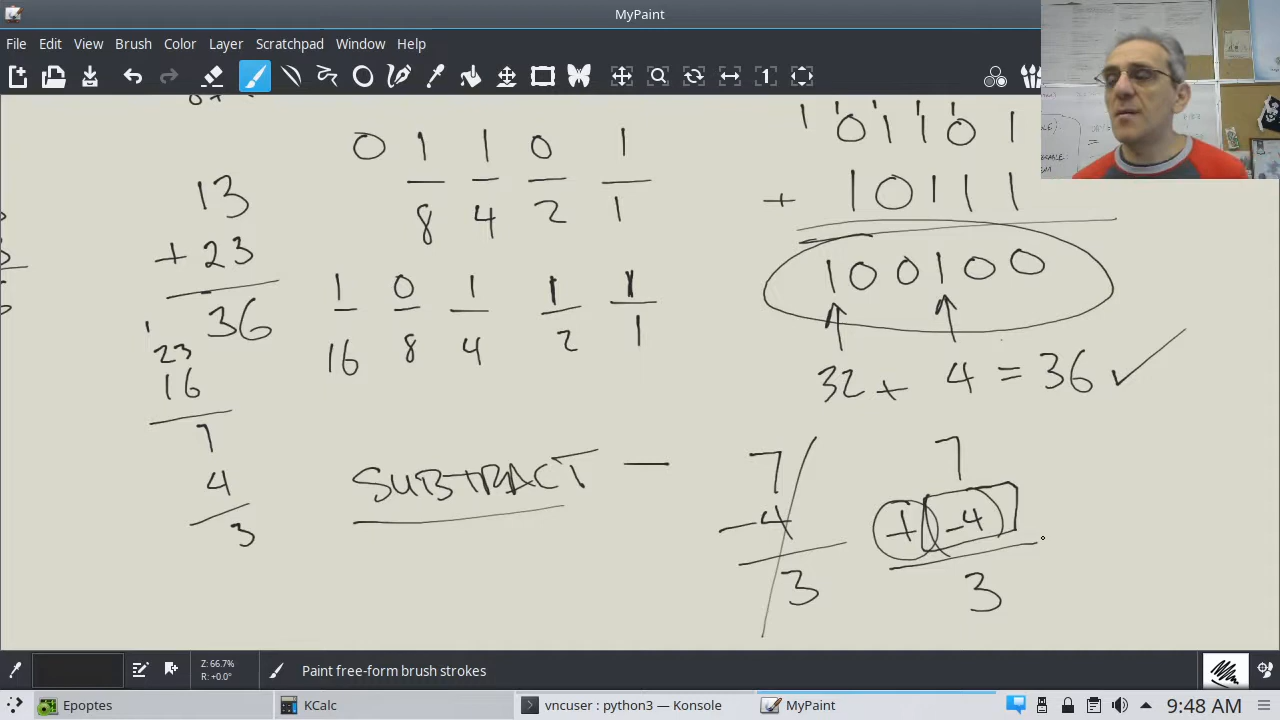 MyPaint
File Edit View Brush Color Layer Scratchpad Window Help
0 1 1 0 1
8 4 2 1
13
+ 23
36
1 0 1 1 1
16 8 4 2 1
23
16
7
4
3
1 1 1 1
0 1 1 0 1
+ 1 0 1 1 1
1 0 0 1 0 0
32 + 4 = 36 ✓
SUBTRACT —
7
- 4
3
7
+ -4
3
Z: 66.7%
R: +0.0°
Paint free-form brush strokes
Epoptes
KCalc
vncuser : python3 — Konsole
MyPaint
9:48 AM